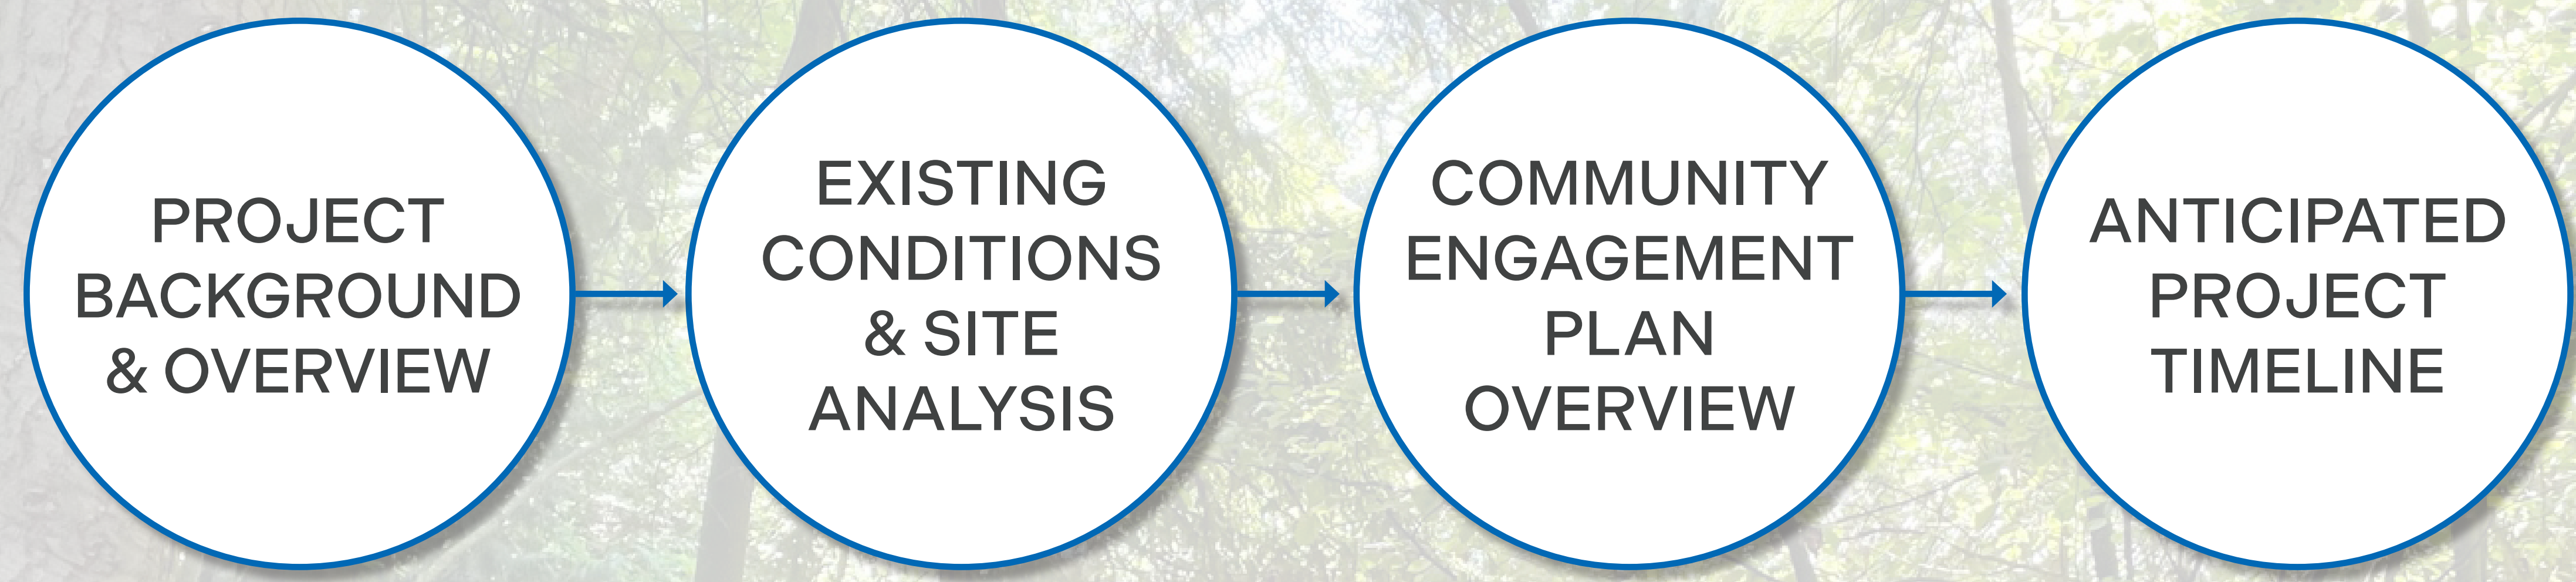 PROJECT
BACKGROUND
& OVERVIEW
EXISTING
CONDITIONS
& SITE
ANALYSIS
COMMUNITY
ENGAGEMENT
PLAN
OVERVIEW
ANTICIPATED
PROJECT
TIMELINE